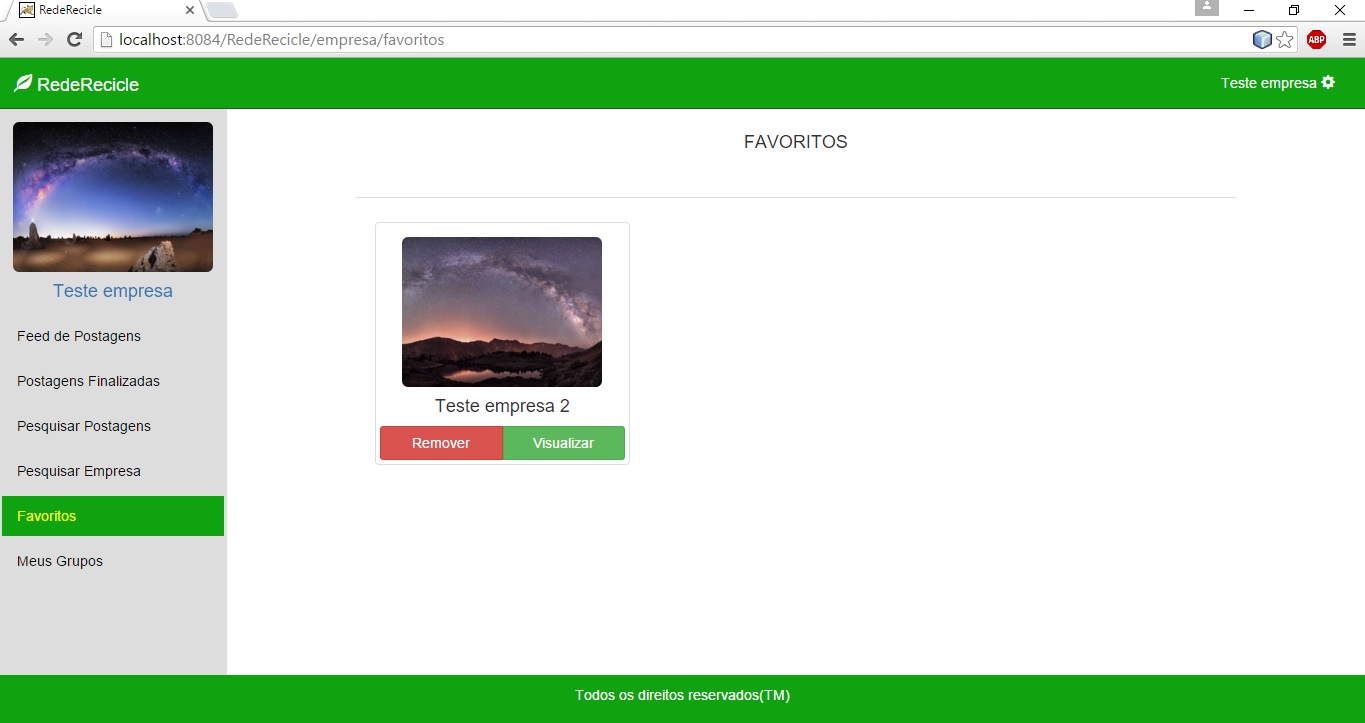 RedeRecicle
localhost:8084/RedeRecicle/empresa/favoritos
ABP
RedeRecicle
Teste empresa
Teste empresa
Feed de Postagens
Postagens Finalizadas
Pesquisar Postagens
Pesquisar Empresa
Favoritos
Meus Grupos
FAVORITOS
Teste empresa 2
Remover Visualizar
Todos os direitos reservados(TM)